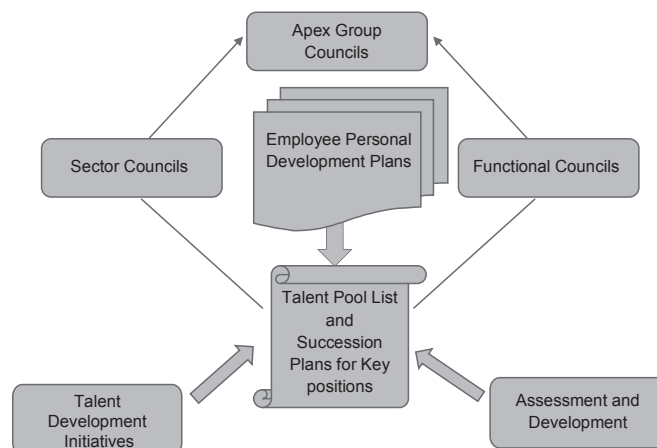 Apex Group
Councils
Employee Personal
Development Plans
Sector Councils
Functional Councils
Talent Pool List
and
Succession
Plans for Key
positions
Talent
Development
Initiatives
Assessment and
Development